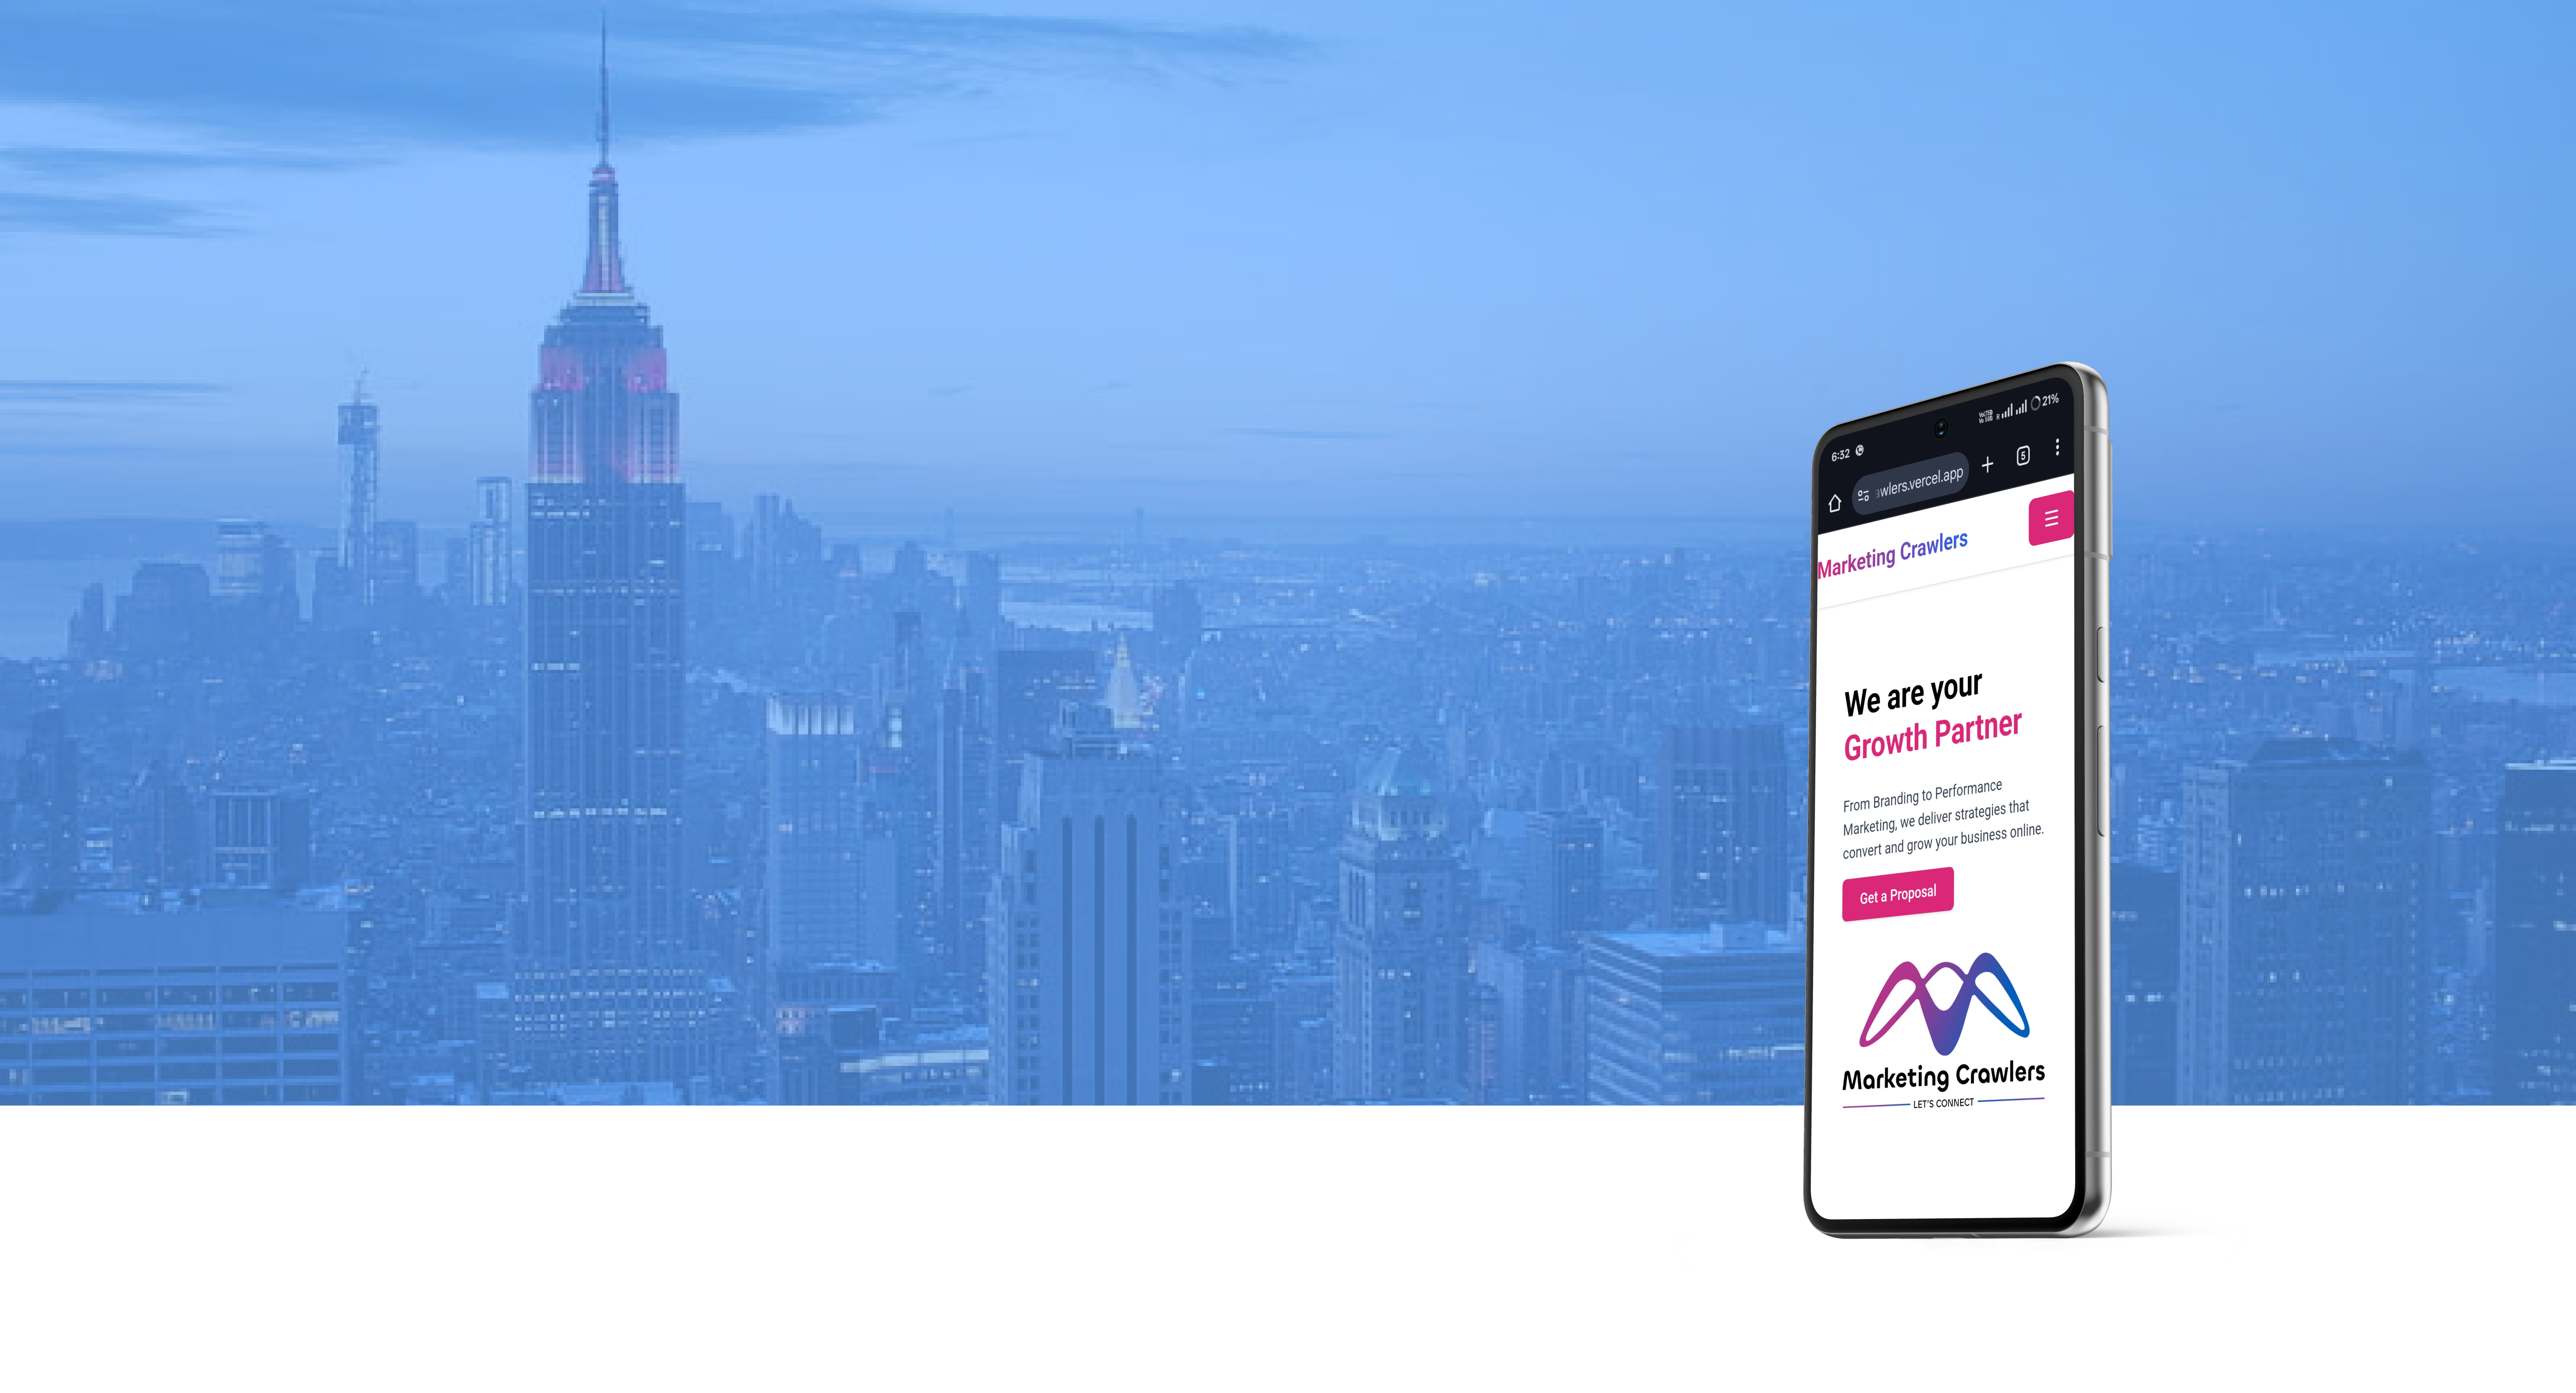 6:32
21%
5
wlers.vercel.app
Marketing Crawlers
We are your
Growth Partner
From Branding to Performance
Marketing, we deliver strategies that
convert and grow your business online.
Get a Proposal
Marketing Crawlers
LET'S CONNECT